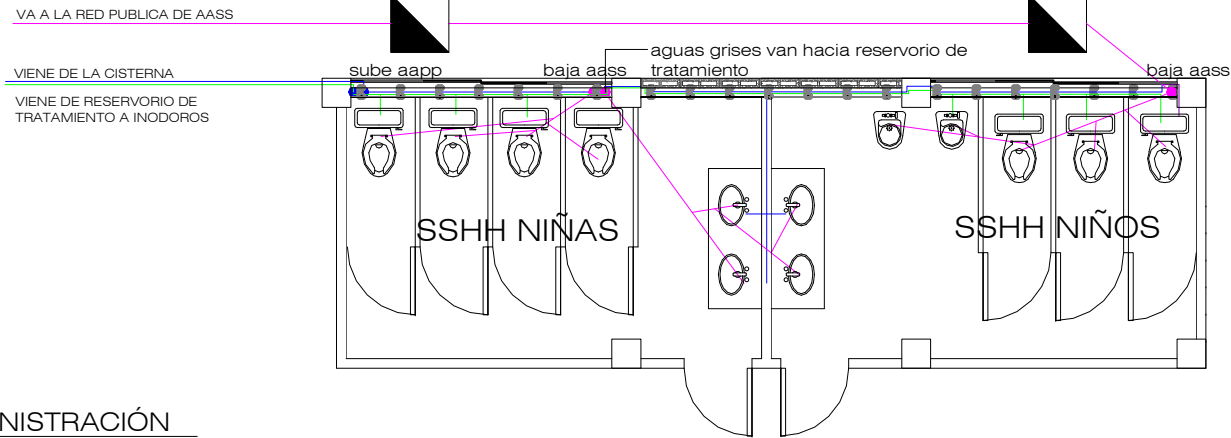 VA A LA RED PUBLICA DE AASS
aguas grises van hacia reservorio de
tratamiento
VIENE DE LA CISTERNA
sube aapp
baja aass
baja aass
VIENE DE RESERVORIO DE
TRATAMIENTO A INODOROS
SSHH NIÑAS
SSHH NIÑOS
NISTRACIÓN